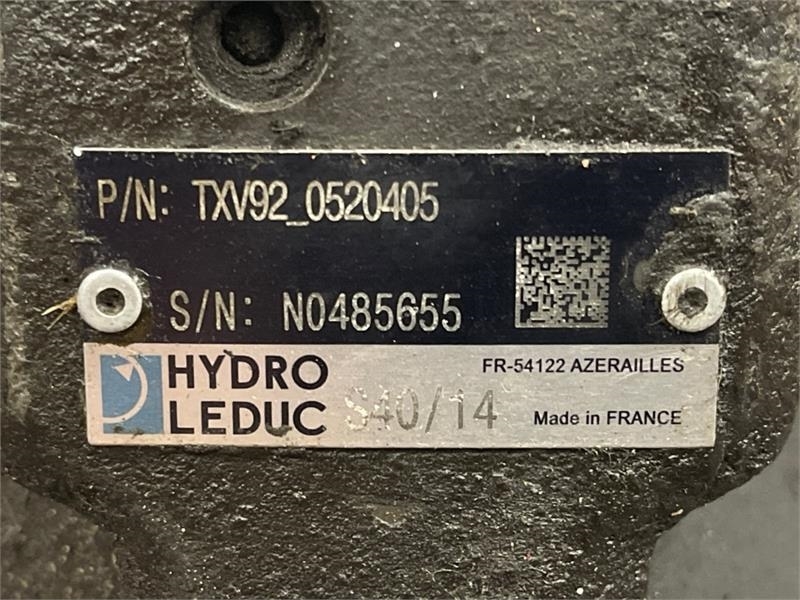 P/N: TXV92_0520405
S/N: N0485655
HYDRO
LEDUC
S40/14
FR-54122 AZERAILLES
Made in FRANCE